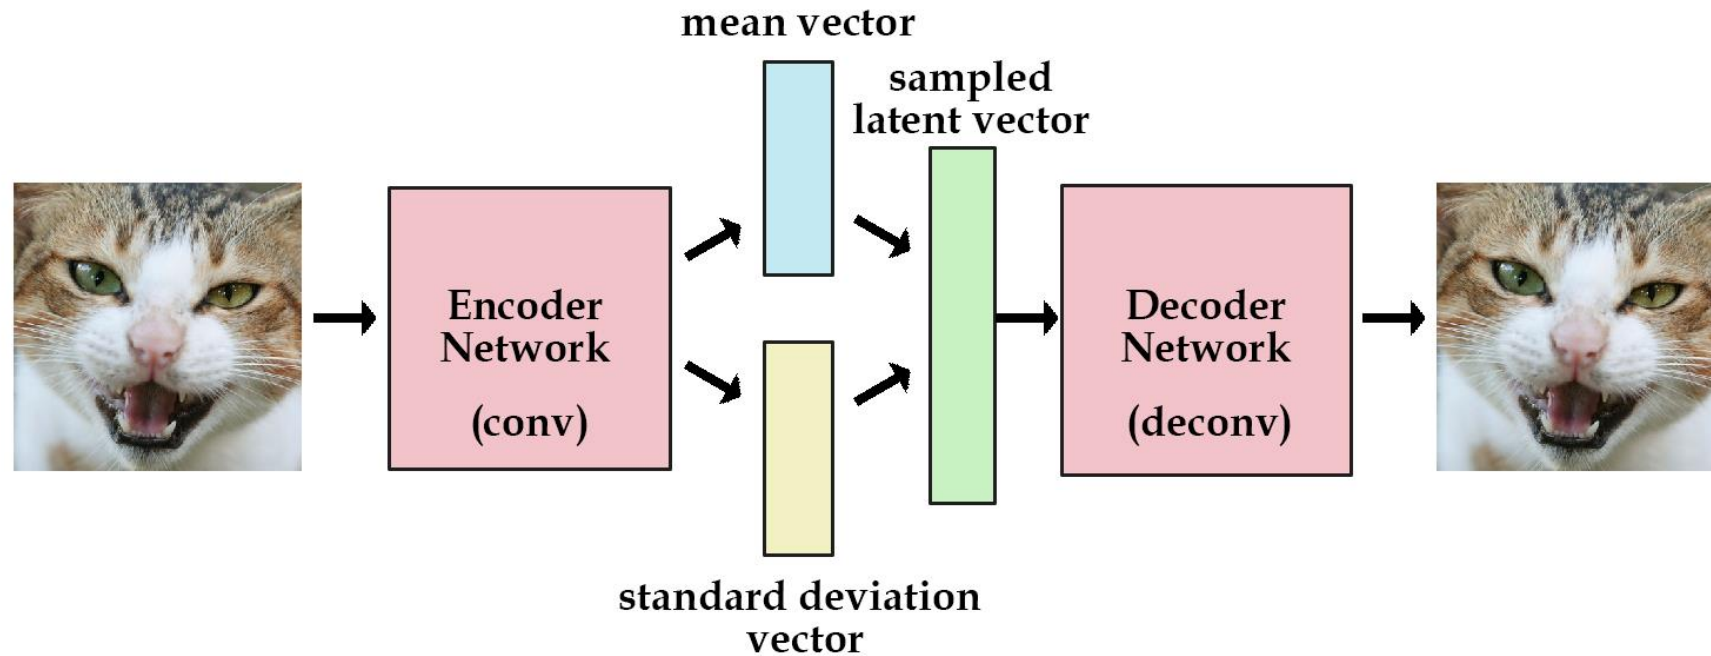 mean vector
sampled
latent vector
Encoder
Network
(conv)
Decoder
Network
(deconv)
standard deviation
vector